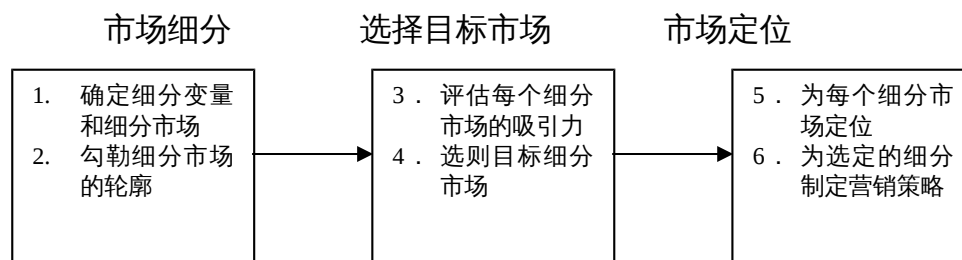 市场细分
选择目标市场
市场定位
1. 确定细分变量
和细分市场
2. 勾勒细分市场
的轮廓
3．评估每个细分
市场的吸引力
4．选则目标细分
市场
5．为每个细分市
场定位
6．为选定的细分
制定营销策略